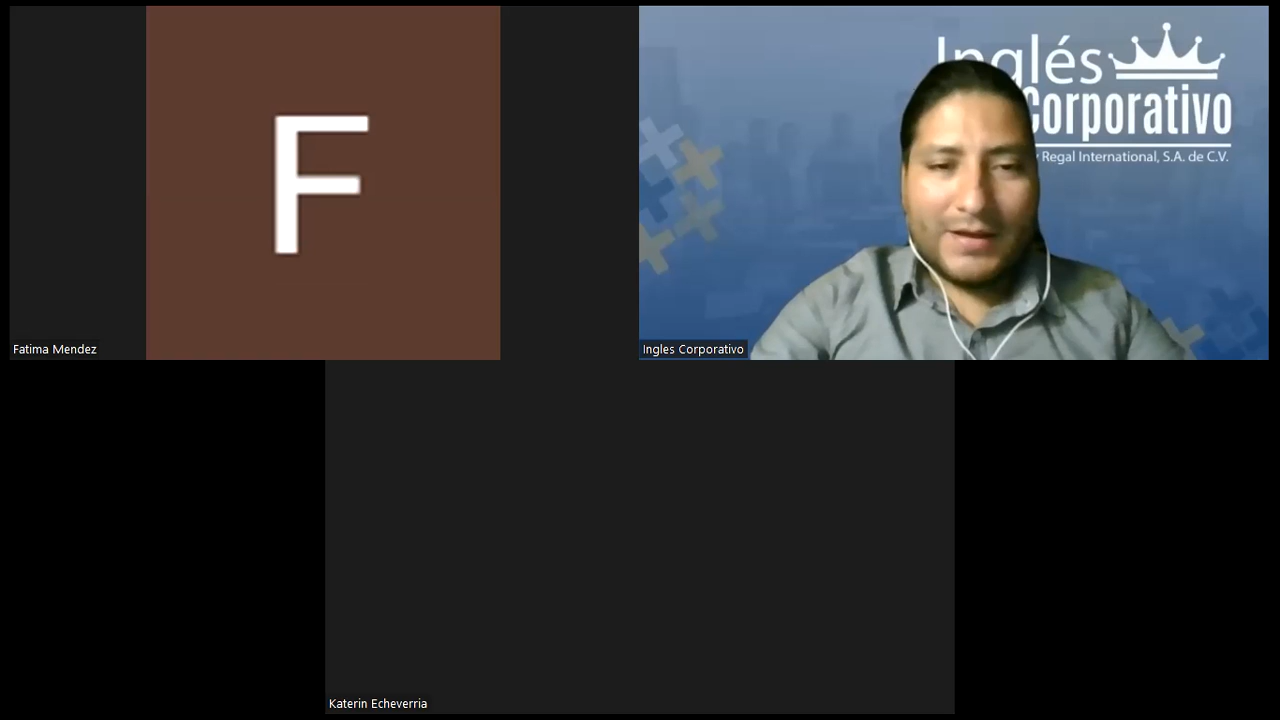 F
Fatima Mendez
Inglés
Corporativo
y Regal International, S.A. de C.V.
Ingles Corporativo
Katerin Echeverria